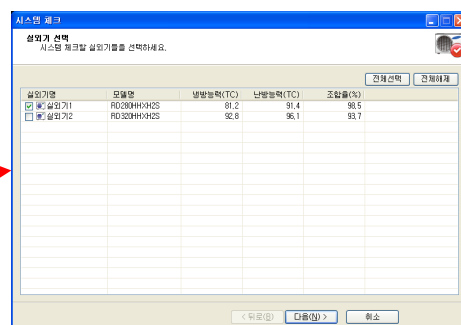 시스템 체크
실외기 선택
시스템 체크할 실외기들을 선택하세요.
전체선택 전체해제
실외기명 모델명 냉방능력(TC) 난방능력(TC) 조합율(%)
실외기1 RD280HHXH2S 81,2 91,4 98,5
실외기2 RD320HHXH2S 92,8 96,1 93,7
< 뒤로(B) 다음(N) > 취소